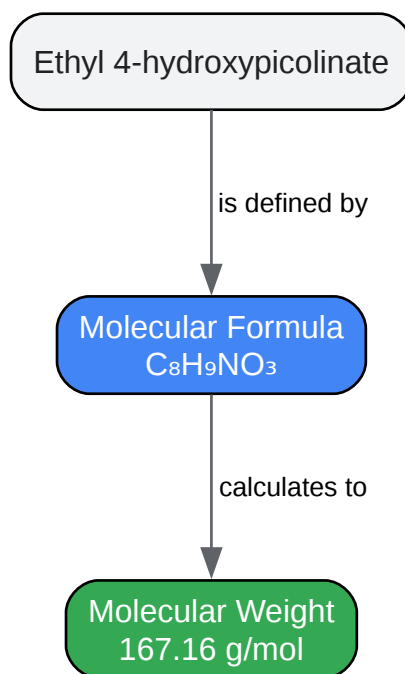 Ethyl 4-hydroxypicolinate
is defined by
Molecular Formula
C₈H₉NO₃
calculates to
Molecular Weight
167.16 g/mol